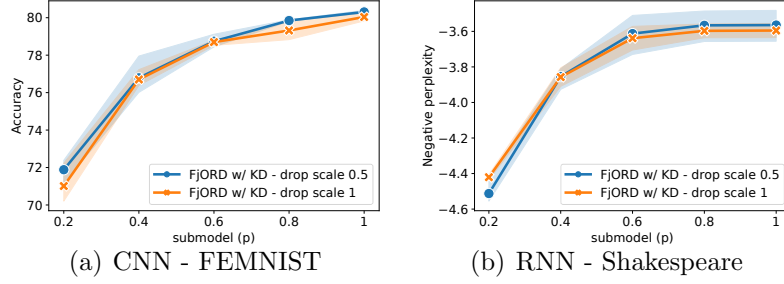 80
78
76
74
72
70
Accuracy
FjORD w/ KD - drop scale 0.5
FjORD w/ KD - drop scale 1
0.2 0.4 0.6 0.8 1
submodel (p)
(a) CNN - FEMNIST
−3.6
−3.8
−4.0
−4.2
−4.4
−4.6
Negative perplexity
FjORD w/ KD - drop scale 0.5
FjORD w/ KD - drop scale 1
0.2 0.4 0.6 0.8 1
submodel (p)
(b) RNN - Shakespeare